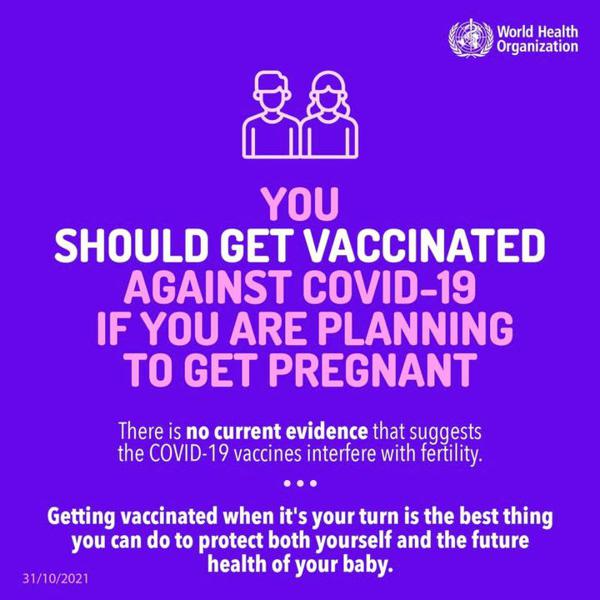 World Health
Organization
YOU
SHOULD GET VACCINATED
AGAINST COVID-19
IF YOU ARE PLANNING
TO GET PREGNANT
There is no current evidence that suggests
the COVID-19 vaccines interfere with fertility.
Getting vaccinated when it's your turn is the best thing
you can do to protect both yourself and the future
health of your baby.
31/10/2021